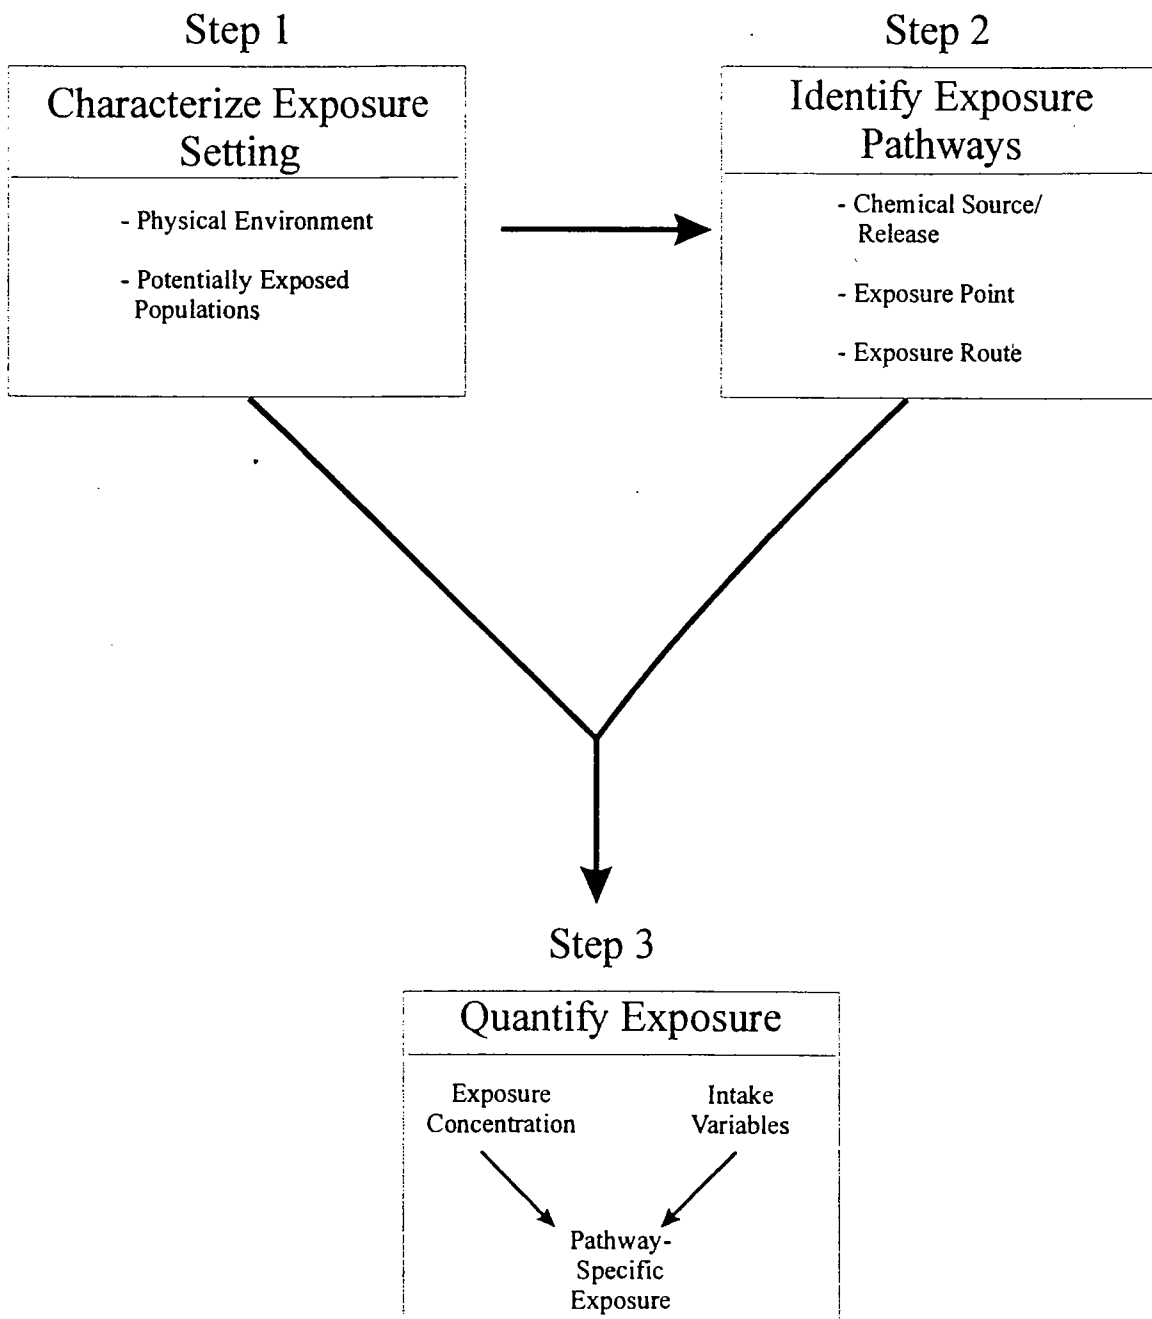 Step 1
Characterize Exposure
Setting
- Physical Environment
- Potentially Exposed
Populations
Step 2
Identify Exposure
Pathways
- Chemical Source/
Release
- Exposure Point
- Exposure Route
Step 3
Quantify Exposure
Exposure
Concentration
Intake
Variables
Pathway-
Specific
Exposure